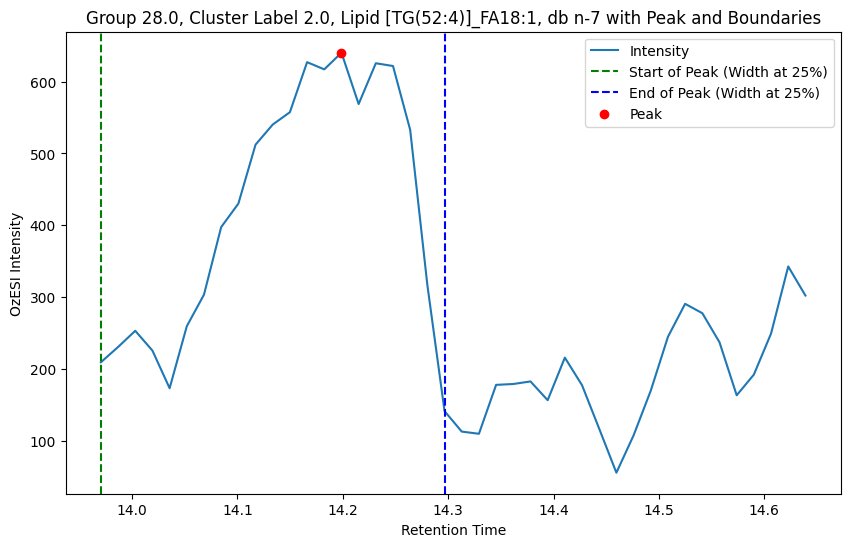 Group 28.0, Cluster Label 2.0, Lipid [TG(52:4)]_FA18:1, db n-7 with Peak and Boundaries
Intensity
Start of Peak (Width at 25%)
End of Peak (Width at 25%)
Peak
OzESI Intensity
600
500
400
300
200
100
14.0 14.1 14.2 14.3 14.4 14.5 14.6
Retention Time